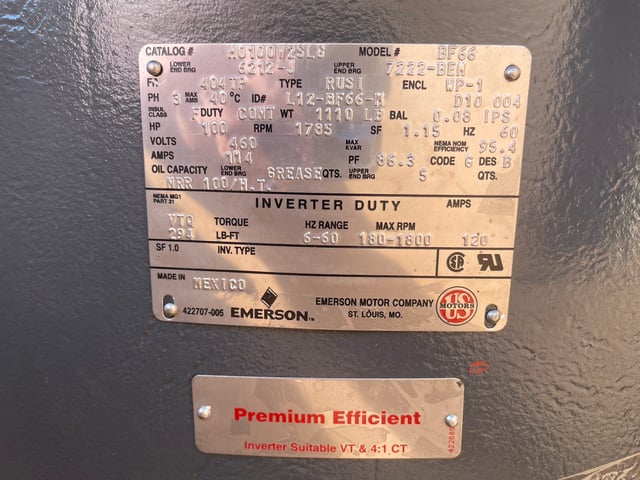 CATALOG # HO100V2SLG MODEL # BF66
LOWER END BRG 6212-J UPPER END BRG 7222-BEM
FR 404TP TYPE RUSI ENCL WP-1
PH 3 MAX AMB 40 °C ID# L12-BF66-M D10 004
INSUL CLASS F DUTY CONT WT 1110 LB BAL 0.08 IPS
HP 100 RPM 1785 SF 1.15 HZ 60
VOLTS 460 MAX KVAR NEMA NOM EFFICIENCY 95.4
AMPS 114 PF 86.3 CODE G DES B
OIL CAPACITY LOWER END BRG GREASE QTS. UPPER END BRG 5 QTS.
NRR 100/H.T.
NEMA MG1 PART 31 INVERTER DUTY AMPS
VTQ 294 TORQUE LB-FT HZ RANGE 6-60 MAX RPM 180-1800 120
SF 1.0 INV. TYPE
MADE IN MEXICO
422707-005 EMERSON™ EMERSON MOTOR COMPANY
ST. LOUIS, MO.
US MOTORS
Premium Efficient
Inverter Suitable VT & 4:1 CT